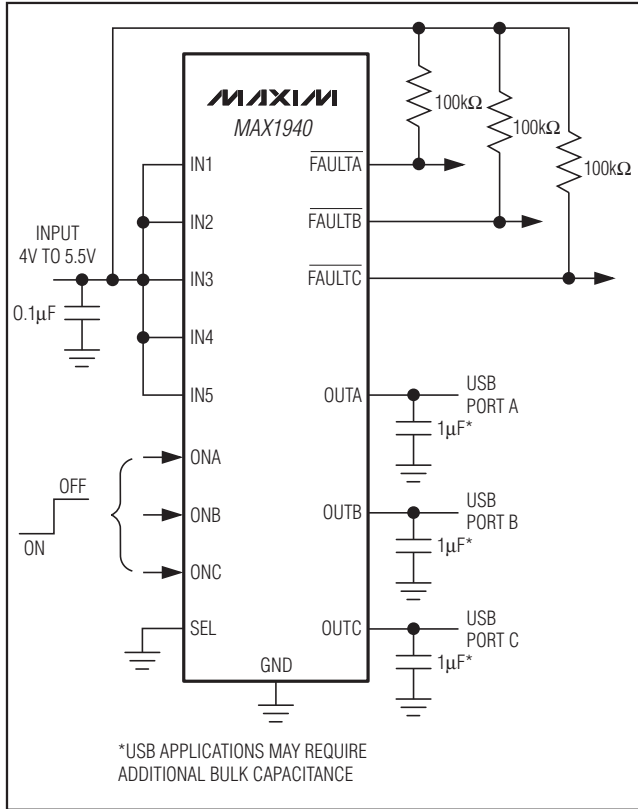 MAXIM
MAX1940
100kΩ
100kΩ
100kΩ
IN1
FAULTA
IN2
FAULTB
INPUT
4V TO 5.5V
IN3
FAULTC
0.1µF
IN4
IN5
OUTA
USB
PORT A
1µF*
ONA
OFF
ON
ONB
OUTB
USB
PORT B
1µF*
ONC
SEL
OUTC
USB
PORT C
1µF*
GND
*USB APPLICATIONS MAY REQUIRE
ADDITIONAL BULK CAPACITANCE